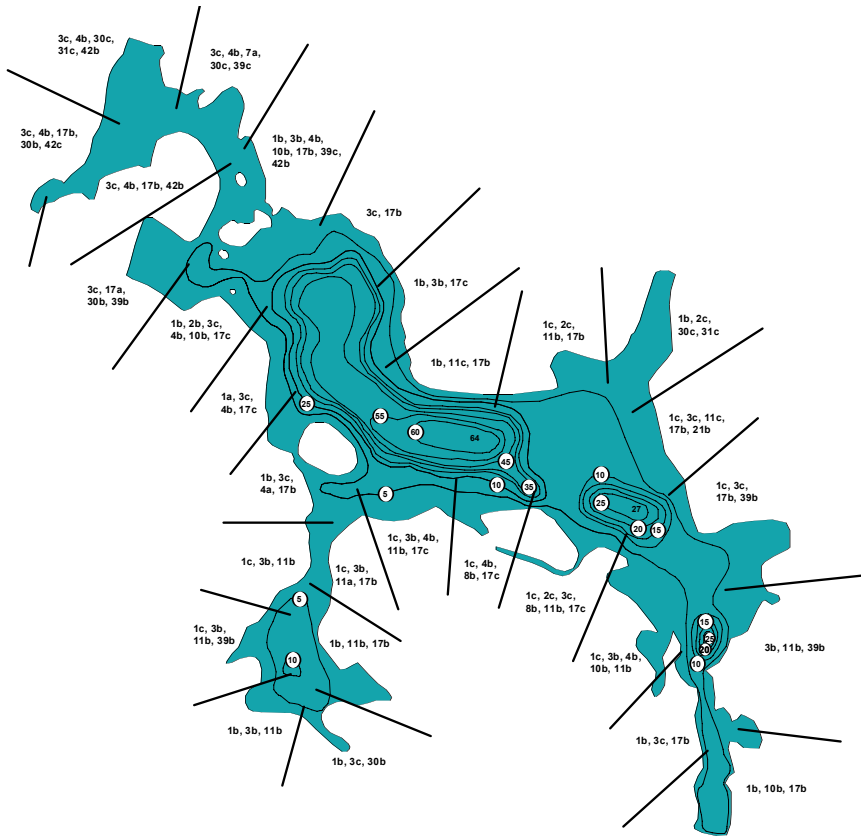 3c, 4b, 30c,
31c, 42b
3c, 4b, 7a,
30c, 39c
3c, 4b, 17b,
30b, 42c
1b, 3b, 4b,
10b, 17b, 39c,
42b
3c, 4b, 17b, 42b
3c, 17b
3c, 17a,
30b, 39b
1b, 3b, 17c
1b, 2b, 3c,
4b, 10b, 17c
1c, 2c,
11b, 17b
1b, 2c,
30c, 31c
1b, 11c, 17b
1a, 3c,
4b, 17c
25
55
60
64
1c, 3c, 11c,
17b, 21b
45
1b, 3c,
4a, 17b
5
10
35
10
25
27
20
15
1c, 3c,
17b, 39b
1c, 3b, 11b
1c, 3b,
11a, 17b
1c, 3b, 4b,
11b, 17c
1c, 4b,
8b, 17c
1c, 2c, 3c,
8b, 11b, 17c
5
1c, 3b,
11b, 39b
1b, 11b, 17b
10
15
25
20
10
1c, 3b, 4b,
10b, 11b
3b, 11b, 39b
1b, 3b, 11b
1b, 3c, 30b
1b, 3c, 17b
1b, 10b, 17b